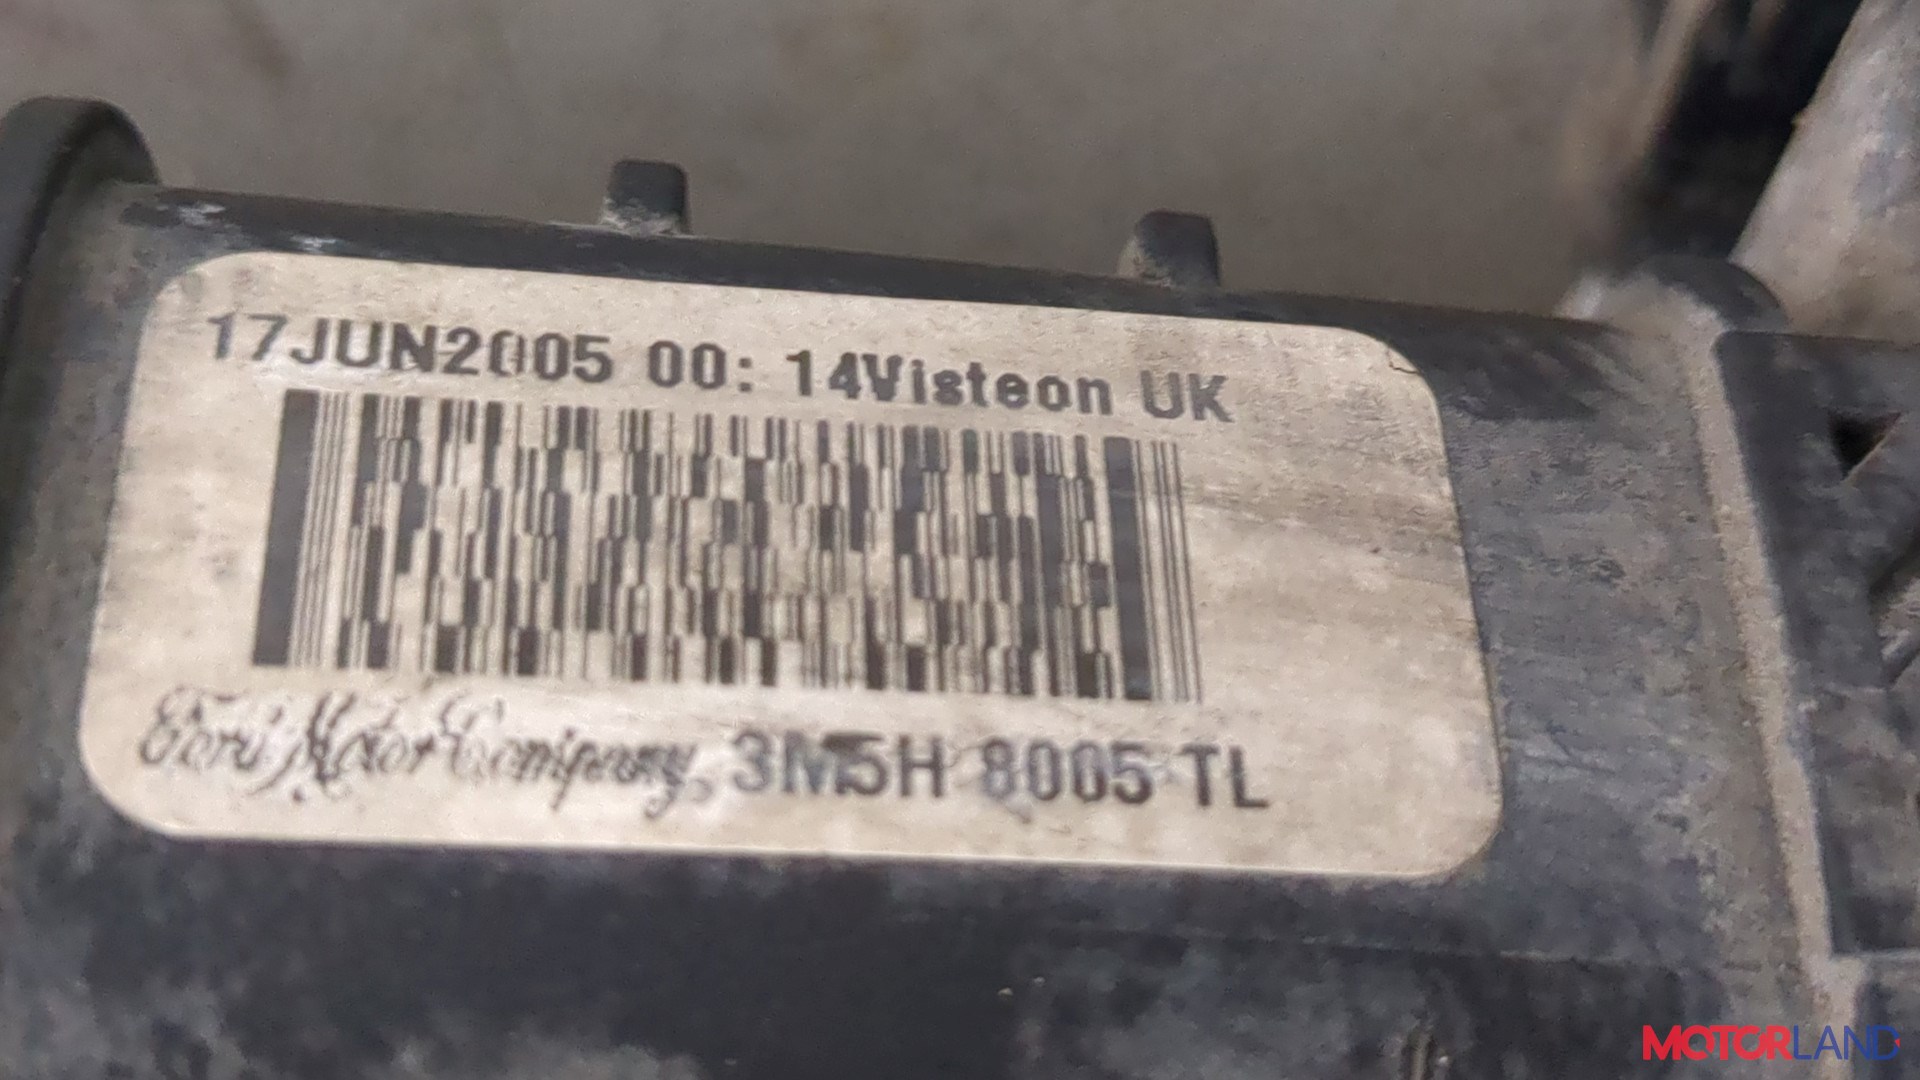 17JUN2005 00: 14Visteon UK
Ford Motor Company, 3M5H 8005 TL
MOTORLAND